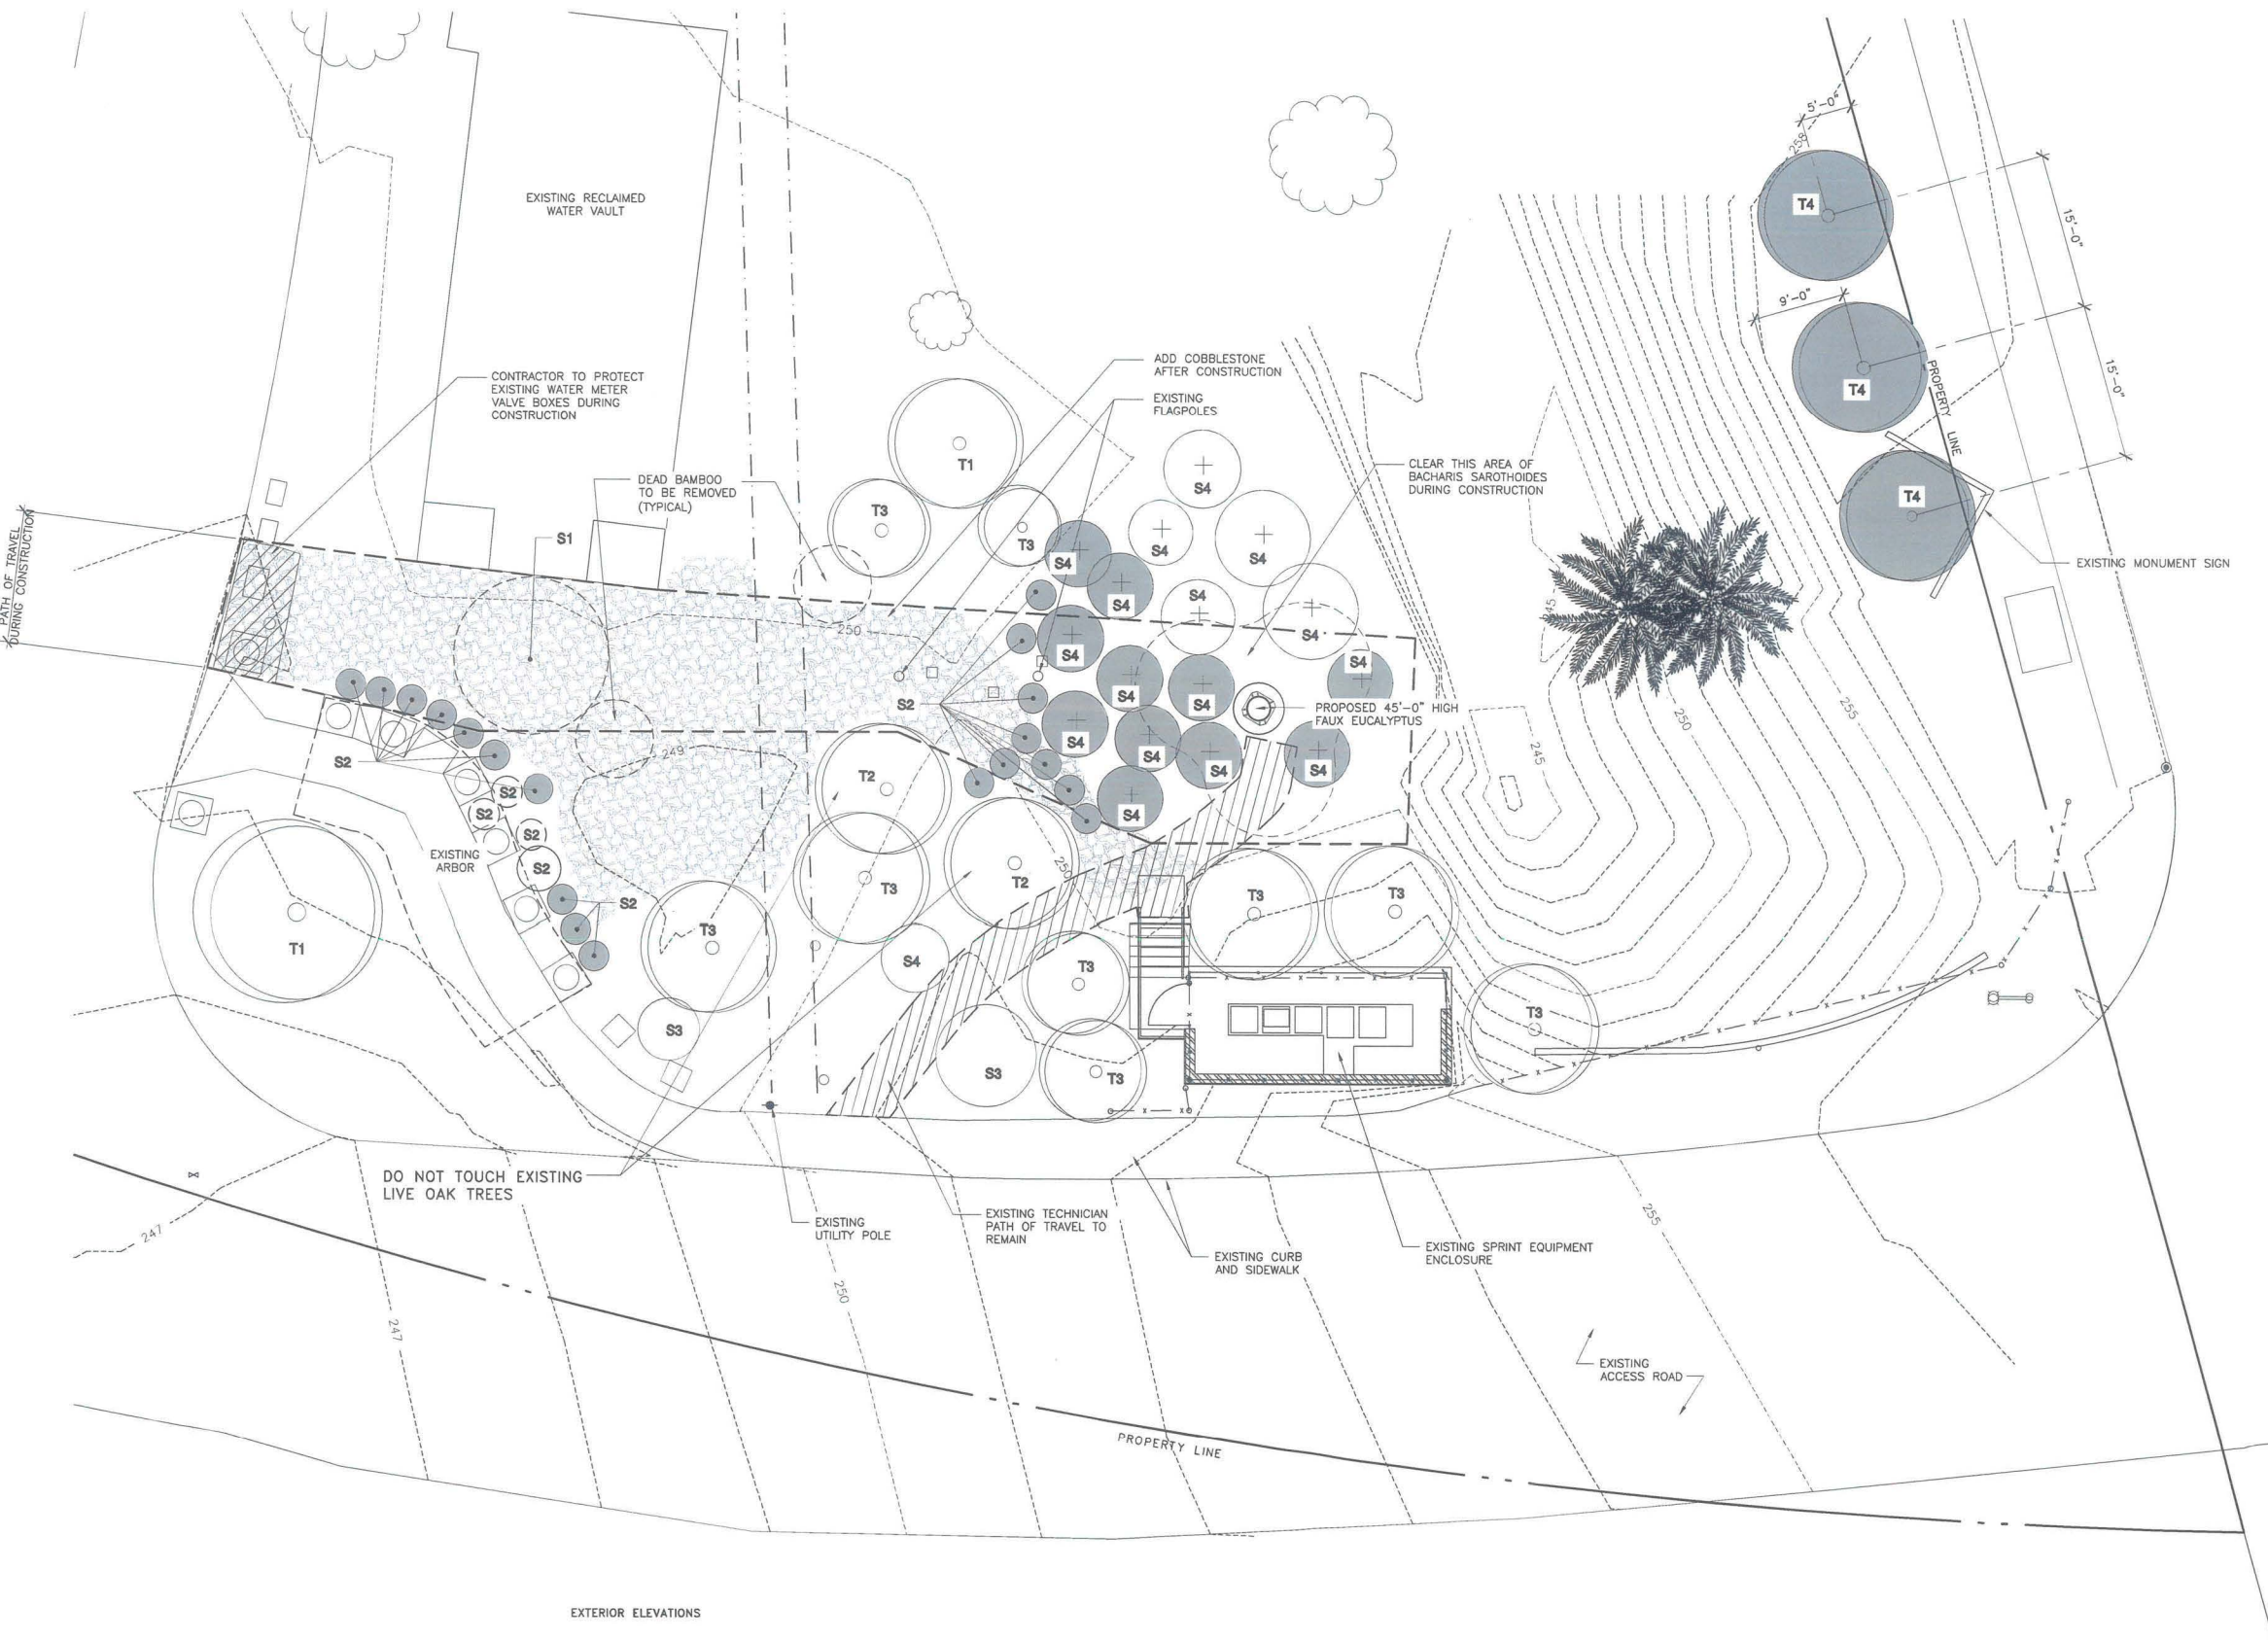 5'-0"
258
T4
15'-0"
EXISTING RECLAIMED
WATER VAULT
9'-0"
T4
15'-0"
PROPERTY LINE
ADD COBBLESTONE
AFTER CONSTRUCTION
CONTRACTOR TO PROTECT
EXISTING WATER METER
VALVE BOXES DURING
CONSTRUCTION
EXISTING
FLAGPOLES
T1
S4
CLEAR THIS AREA OF
BACHARIS SAROTHOIDES
DURING CONSTRUCTION
DEAD BAMBOO
TO BE REMOVED
(TYPICAL)
T4
PATH OF TRAVEL
DURING CONSTRUCTION
T3
T3
S1
S4
S4
S4
EXISTING MONUMENT SIGN
S4
S4
245
250
S4
S4
S4
S4
S4
S2
S4
PROPOSED 45'-0" HIGH
FAUX EUCALYPTUS
255
250
S4
S4
S4
S4
249
245
S2
T2
S2
S2
S4
S2
EXISTING
ARBOR
S2
250
T2
T3
T3
T3
S2
T3
T1
S4
T3
T3
S3
S3
T3
DO NOT TOUCH EXISTING
LIVE OAK TREES
EXISTING
UTILITY POLE
EXISTING TECHNICIAN
PATH OF TRAVEL TO
REMAIN
EXISTING CURB
AND SIDEWALK
EXISTING SPRINT EQUIPMENT
ENCLOSURE
255
247
250
247
EXISTING
ACCESS ROAD
PROPERTY LINE
EXTERIOR ELEVATIONS